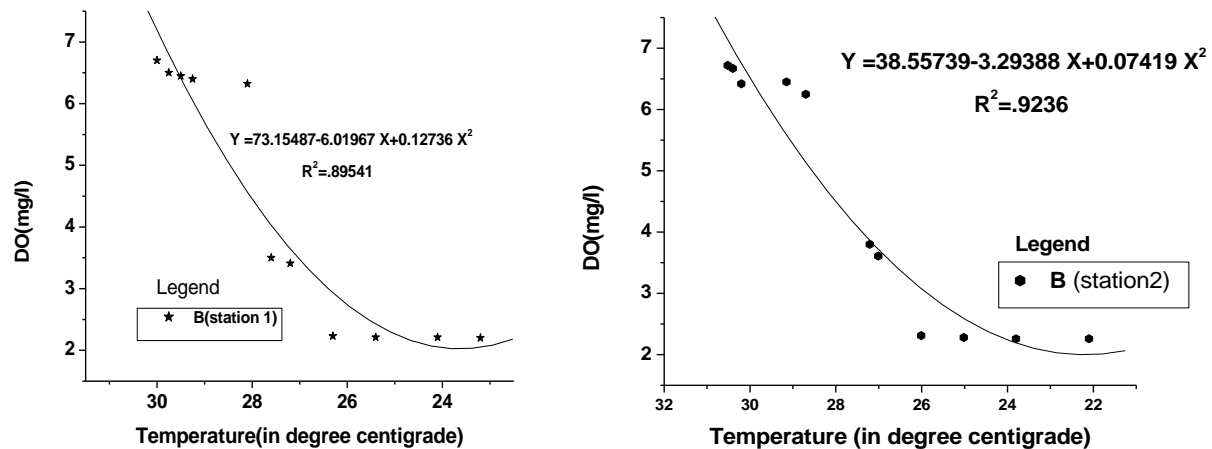 7
6
5
4
3
2
DO(mg/l)
Y =73.15487-6.01967 X+0.12736 X²
R²=.89541
Legend
B(station 1)
30 28 26 24
Temperature(in degree centigrade)
7
6
5
4
3
2
DO(mg/l)
Y =38.55739-3.29388 X+0.07419 X²
R²=.9236
Legend
B (station2)
32 30 28 26 24 22
Temperature (in degree centigrade)